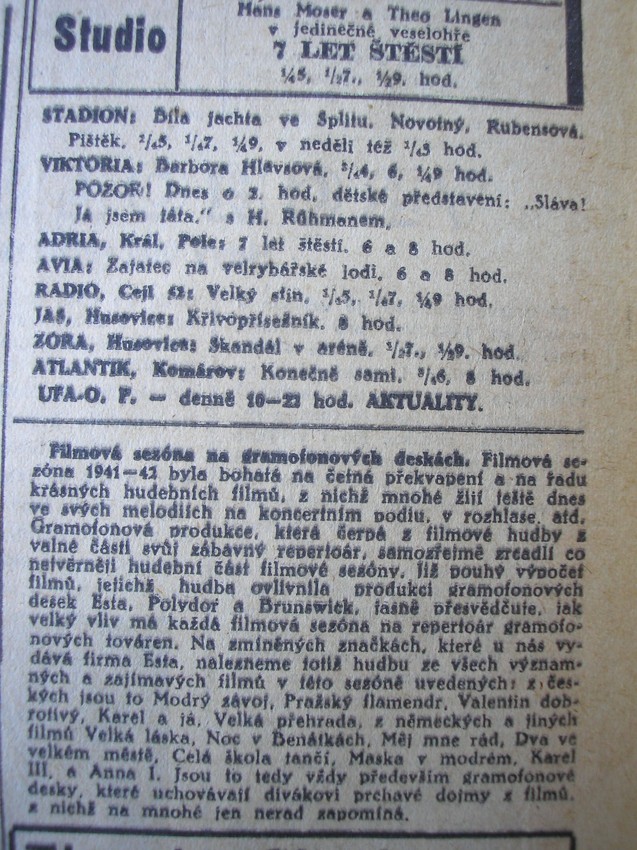 Studio
Hans Moser a Theo Lingen
v jedinečné veselohře
7 LET ŠTĚSTÍ
¼5, ½7., ½9. hod.
STADION: Bílá jachta ve Splitu. Novotný, Rubensová,
Pištěk, ²/₄5, ¹/₄7, ¼9, v neděli též ¹/₄3 hod.
VIKTORIA: Barbora Hlavsová, ³/₄4, 6, ¼9 hod.
POZOR! Dnes o 2. hod. dětské představení: „Sláva!
Já jsem táta." s H. Rühmanem.
ADRIA, Král. Pole: 7 let štěstí. 6 a 8 hod.
AVIA: Zajatec na velrybářské lodi, 6 a 8 hod.
RADIO, Cejl 52: Velký stín, ¹/₄5, ¹/₄7, ¼9 hod.
JAS, Husovice: Křivopřísežník. 8 hod.
ZORA, Husovice: Skandál v aréně, ½7., ½9. hod.
ATLANTIK, Komárov: Konečně sami, ³/₄6, 8 hod.
UFA-O. P. — denně 10–22 hod. AKTUALITY.
Filmová sezóna na gramofonových deskách. Filmová se-
zóna 1941–42 byla bohatá na četná překvapení a na řadu
krásných hudebních filmů, z nichž mnohé žijí ještě dnes
ve svých melodiích na koncertním podiu, v rozhlase, atd.
Gramofonová produkce, která čerpá z filmové hudby z
valné části svůj zábavný repertoár, samozřejmě zrcadlí co
nejvěrněji hudební část filmové sezóny. Již pouhý výpočet
filmů, jejichž hudba ovlivnila produkci gramofonových
desek Esta, Polydor a Brunswick, jasně přesvědčuje, jak
velký vliv má každá filmová sezóna na repertoár gramofo-
nových továren. Na zmíněných značkách, které u nás vy-
dává firma Esta, nalezneme totiž hudbu ze všech význam-
ných a zajímavých filmů v této sezóně uvedených: z čes-
kých jsou to Modrý závoj, Pražský flamendr, Valentin dob-
rotivý, Karel a já, Velká přehrada, z německých a jiných
filmů Velká láska, Noc v Benátkách, Měj mne rád, Dva ve
velkém městě, Celá škola tančí, Maska v modrém, Karel
III. a Anna I. Jsou to tedy vždy především gramofonové
desky, které uchovávají divákovi prchavé dojmy z filmů,
z nichž na mnohé jen nerad zapomíná.